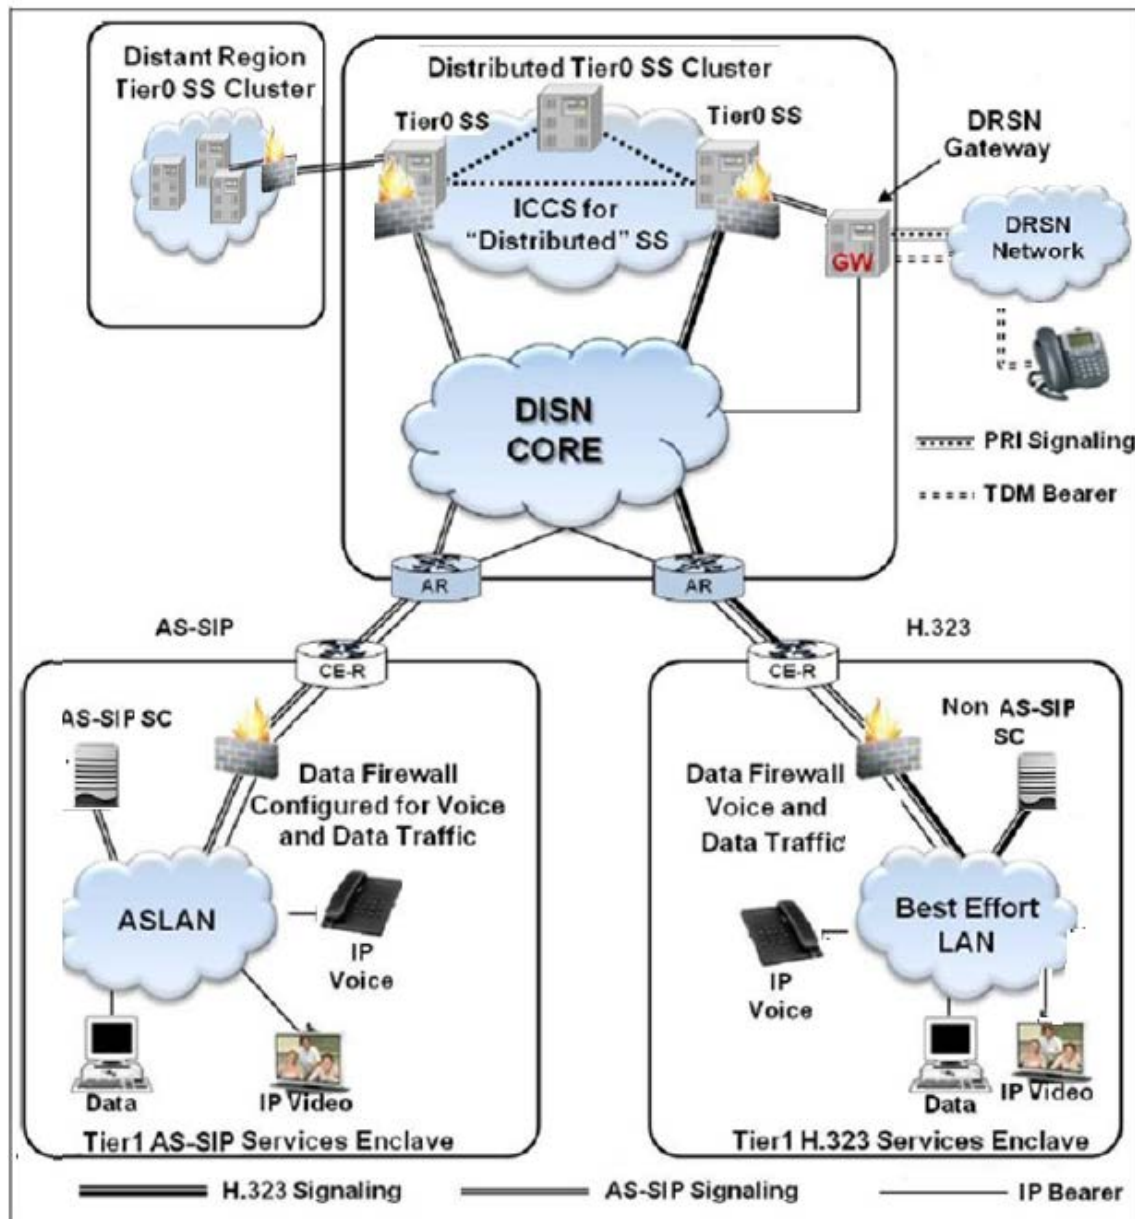 Distant Region
Tier0 SS Cluster
Distributed Tier0 SS Cluster
Tier0 SS
Tier0 SS
DRSN
Gateway
ICCS for
“Distributed” SS
GW
DRSN
Network
DISN
CORE
PRI Signaling
TDM Bearer
AR
AR
AS-SIP
H.323
CE-R
CE-R
AS-SIP SC
Non AS-SIP
SC
Data Firewall
Configured for Voice
and Data Traffic
Data Firewall
Voice and
Data Traffic
ASLAN
IP
Voice
Best Effort
LAN
IP
Voice
Data
IP Video
Data
IP Video
Tier1 AS-SIP Services Enclave
Tier1 H.323 Services Enclave
H.323 Signaling
AS-SIP Signaling
IP Bearer